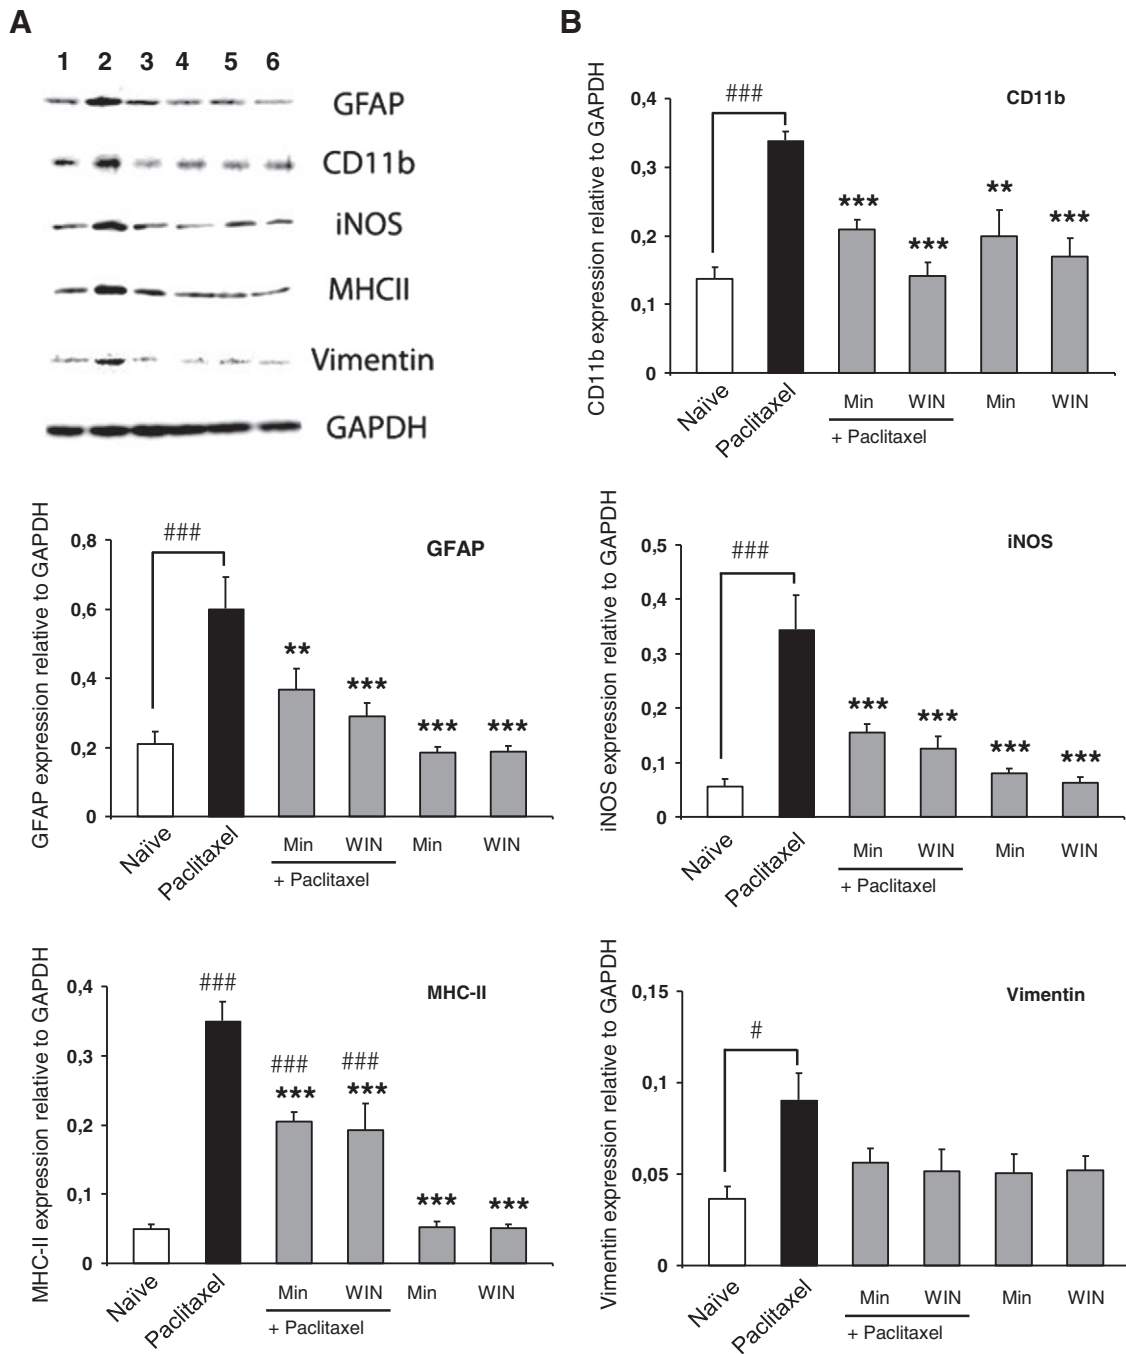 A
1 2 3 4 5 6
GFAP
CD11b
iNOS
MHCII
Vimentin
GAPDH
B
CD11b expression relative to GAPDH
0,4
0,3
0,2
0,1
0
CD11b
###
***
***
**
***
Naïve
Paclitaxel
Min WIN Min WIN
+ Paclitaxel
GFAP expression relative to GAPDH
0,8
0,6
0,4
0,2
0
GFAP
###
**
***
***
***
Naïve
Paclitaxel
Min WIN Min WIN
+ Paclitaxel
iNOS expression relative to GAPDH
0,5
0,4
0,3
0,2
0,1
0
iNOS
###
***
***
***
***
Naïve
Paclitaxel
Min WIN Min WIN
+ Paclitaxel
MHC-II expression relative to GAPDH
0,4
0,3
0,2
0,1
0
MHC-II
###
###
***
###
***
***
***
Naïve
Paclitaxel
Min WIN Min WIN
+ Paclitaxel
Vimentin expression relative to GAPDH
0,15
0,1
0,05
0
Vimentin
#
Naïve
Paclitaxel
Min WIN Min WIN
+ Paclitaxel